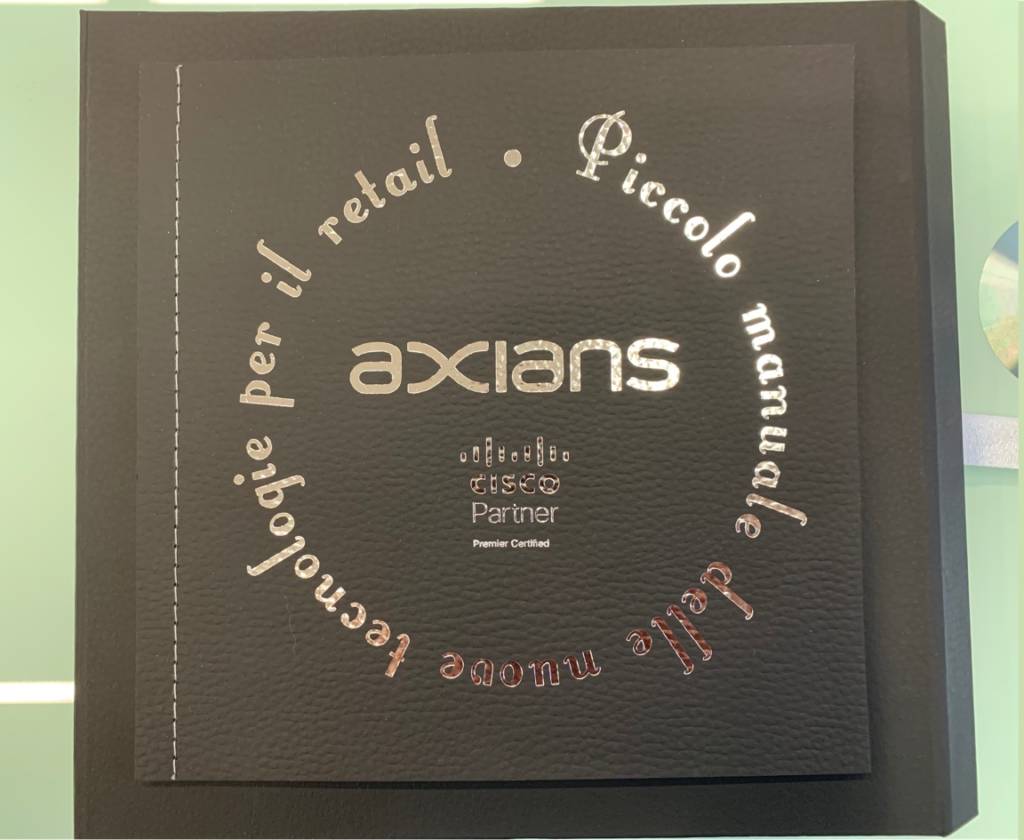 Piccolo manuale delle nuove tecnologie per il retail •
axians
cisco
Partner
Premier Certified